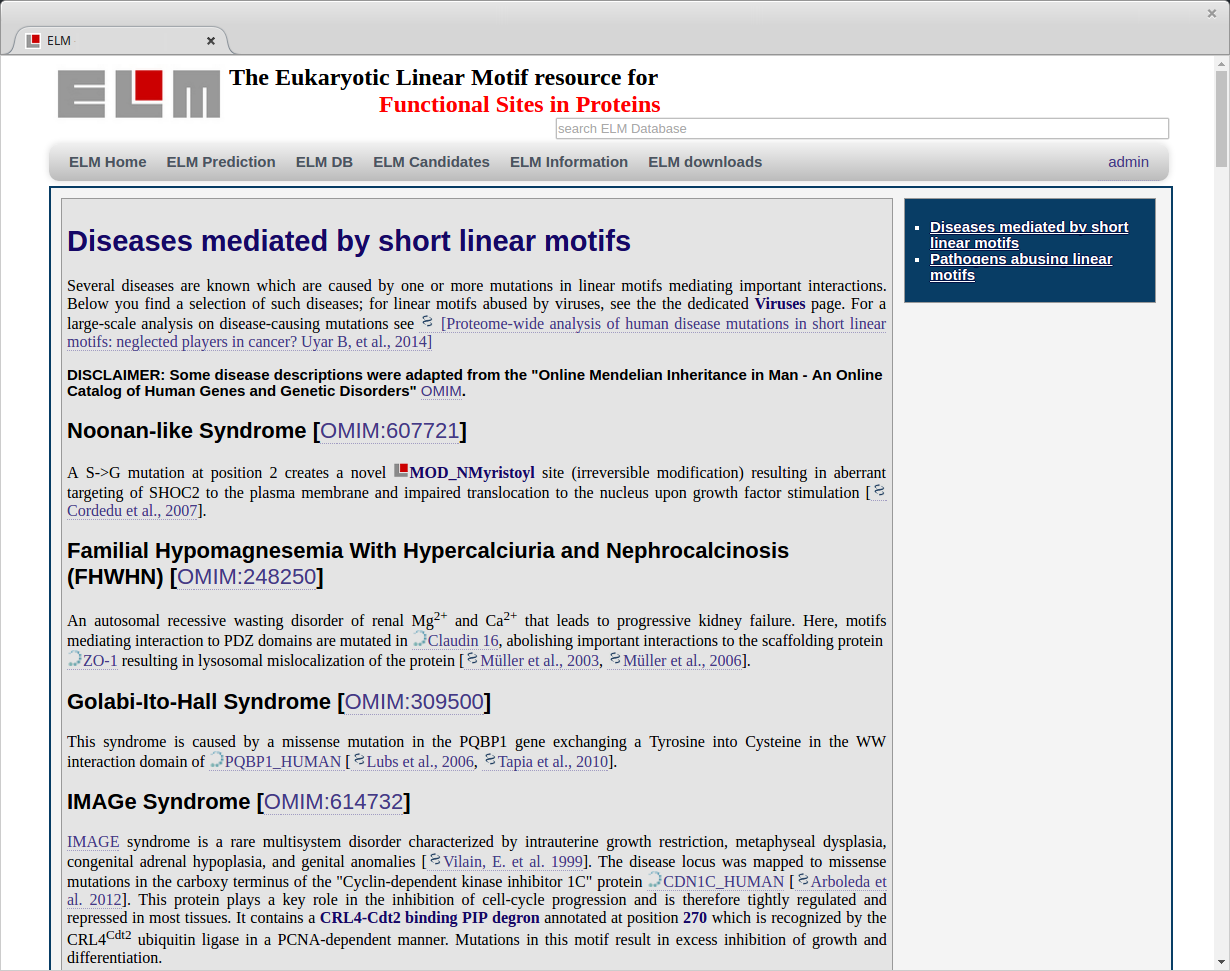 ELM
ELM
The Eukaryotic Linear Motif resource for
Functional Sites in Proteins
search ELM Database
ELM Home ELM Prediction ELM DB ELM Candidates ELM Information ELM downloads admin
Diseases mediated by short linear motifs
Several diseases are known which are caused by one or more mutations in linear motifs mediating important interactions.
Below you find a selection of such diseases; for linear motifs abused by viruses, see the the dedicated Viruses page. For a
large-scale analysis on disease-causing mutations see [Proteome-wide analysis of human disease mutations in short linear
motifs: neglected players in cancer? Uyar B, et al., 2014]
DISCLAIMER: Some disease descriptions were adapted from the "Online Mendelian Inheritance in Man - An Online
Catalog of Human Genes and Genetic Disorders" OMIM.
Noonan-like Syndrome [OMIM:607721]
A S->G mutation at position 2 creates a novel MOD_NMyristoyl site (irreversible modification) resulting in aberrant
targeting of SHOC2 to the plasma membrane and impaired translocation to the nucleus upon growth factor stimulation [
Cordedu et al., 2007].
Familial Hypomagnesemia With Hypercalciuria and Nephrocalcinosis
(FHWHN) [OMIM:248250]
An autosomal recessive wasting disorder of renal Mg2+ and Ca2+ that leads to progressive kidney failure. Here, motifs
mediating interaction to PDZ domains are mutated in Claudin 16, abolishing important interactions to the scaffolding protein
ZO-1 resulting in lysosomal mislocalization of the protein [Müller et al., 2003, Müller et al., 2006].
Golabi-Ito-Hall Syndrome [OMIM:309500]
This syndrome is caused by a missense mutation in the PQBP1 gene exchanging a Tyrosine into Cysteine in the WW
interaction domain of PQBP1_HUMAN [Lubs et al., 2006, Tapia et al., 2010].
IMAGe Syndrome [OMIM:614732]
IMAGE syndrome is a rare multisystem disorder characterized by intrauterine growth restriction, metaphyseal dysplasia,
congenital adrenal hypoplasia, and genital anomalies [Vilain, E. et al. 1999]. The disease locus was mapped to missense
mutations in the carboxy terminus of the "Cyclin-dependent kinase inhibitor 1C" protein CDN1C_HUMAN [Arboleda et
al. 2012]. This protein plays a key role in the inhibition of cell-cycle progression and is therefore tightly regulated and
repressed in most tissues. It contains a CRL4-Cdt2 binding PIP degron annotated at position 270 which is recognized by the
CRL4Cdt2 ubiquitin ligase in a PCNA-dependent manner. Mutations in this motif result in excess inhibition of growth and
differentiation.
Diseases mediated by short
linear motifs
Pathogens abusing linear
motifs